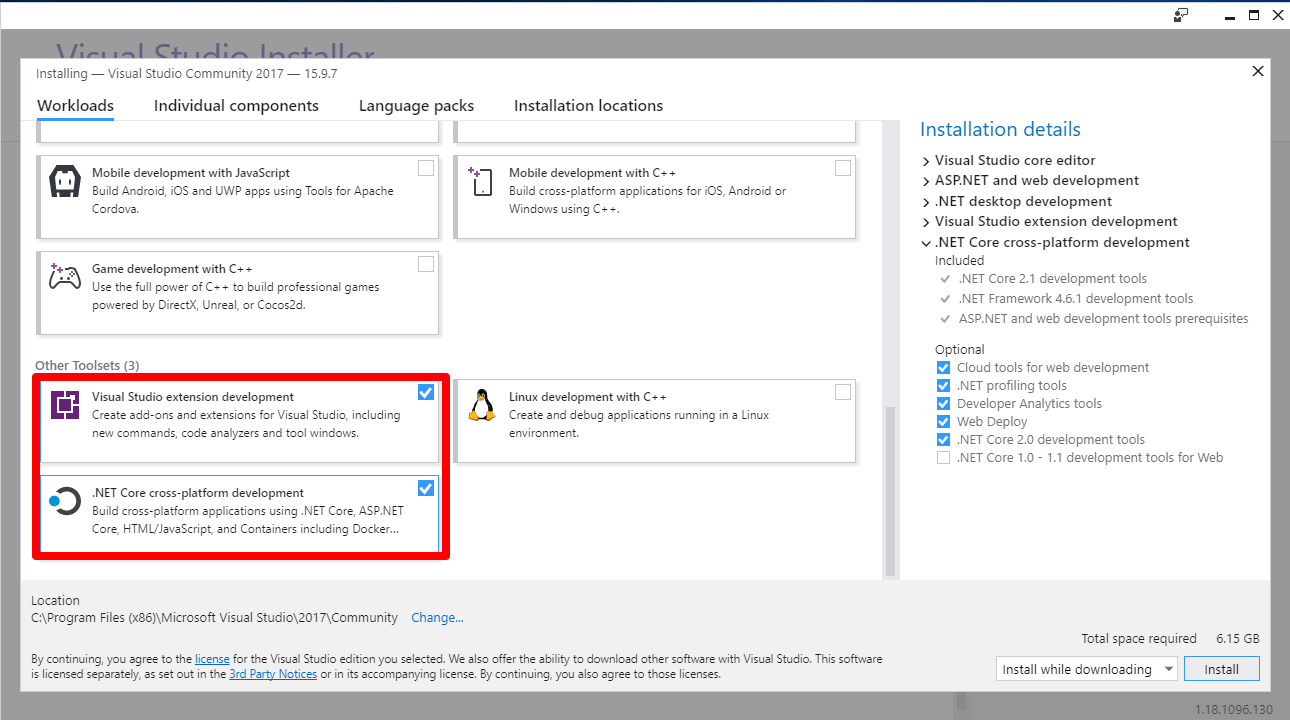 Visual Studio Installer
Installing — Visual Studio Community 2017 — 15.9.7
Workloads
Individual components
Language packs
Installation locations
Mobile development with JavaScript
Build Android, iOS and UWP apps using Tools for Apache
Cordova.
Mobile development with C++
Build cross-platform applications for iOS, Android or
Windows using C++.
Game development with C++
Use the full power of C++ to build professional games
powered by DirectX, Unreal, or Cocos2d.
Other Toolsets (3)
Visual Studio extension development
Create add-ons and extensions for Visual Studio, including
new commands, code analyzers and tool windows.
Linux development with C++
Create and debug applications running in a Linux
environment.
.NET Core cross-platform development
Build cross-platform applications using .NET Core, ASP.NET
Core, HTML/JavaScript, and Containers including Docker...
Installation details
Visual Studio core editor
ASP.NET and web development
.NET desktop development
Visual Studio extension development
.NET Core cross-platform development
Included
.NET Core 2.1 development tools
.NET Framework 4.6.1 development tools
ASP.NET and web development tools prerequisites
Optional
Cloud tools for web development
.NET profiling tools
Developer Analytics tools
Web Deploy
.NET Core 2.0 development tools
.NET Core 1.0 - 1.1 development tools for Web
Location
C:\Program Files (x86)\Microsoft Visual Studio\2017\Community Change...
Total space required 6.15 GB
By continuing, you agree to the license for the Visual Studio edition you selected. We also offer the ability to download other software with Visual Studio. This software
is licensed separately, as set out in the 3rd Party Notices or in its accompanying license. By continuing, you also agree to those licenses.
Install while downloading
Install
1.18.1096.130